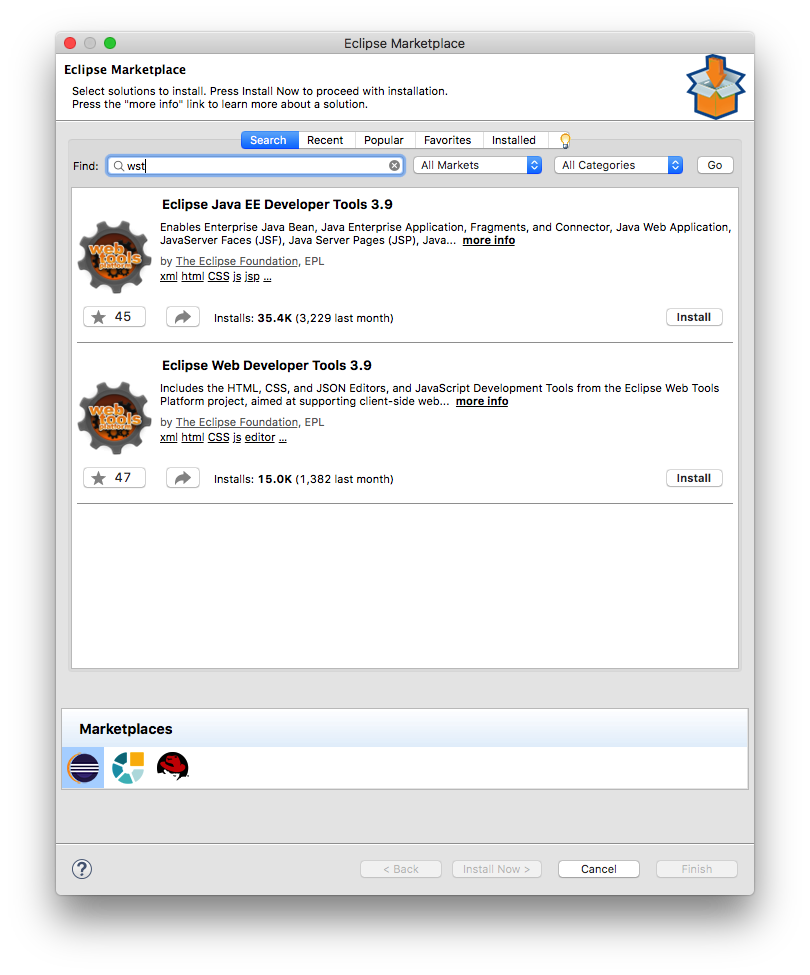 Eclipse Marketplace
Eclipse Marketplace
Select solutions to install. Press Install Now to proceed with installation.
Press the "more info" link to learn more about a solution.
Search Recent Popular Favorites Installed
Find: wst All Markets All Categories Go
Eclipse Java EE Developer Tools 3.9
Enables Enterprise Java Bean, Java Enterprise Application, Fragments, and Connector, Java Web Application,
JavaServer Faces (JSF), Java Server Pages (JSP), Java... more info
by The Eclipse Foundation, EPL
xml html CSS js jsp ...
web tools platform
45 Installs: 35.4K (3,229 last month) Install
Eclipse Web Developer Tools 3.9
Includes the HTML, CSS, and JSON Editors, and JavaScript Development Tools from the Eclipse Web Tools
Platform project, aimed at supporting client-side web... more info
by The Eclipse Foundation, EPL
xml html CSS js editor ...
web tools platform
47 Installs: 15.0K (1,382 last month) Install
Marketplaces
? < Back Install Now > Cancel Finish